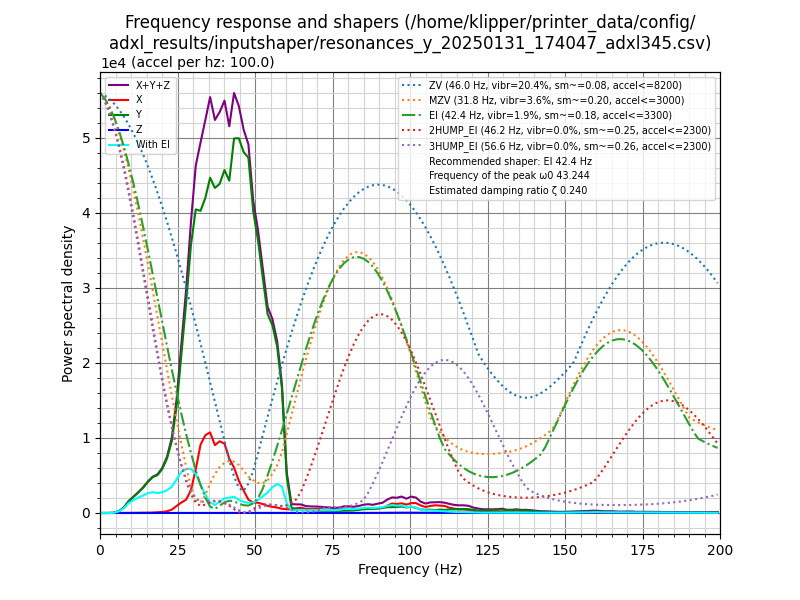 Frequency response and shapers (/home/klipper/printer_data/config/
adxl_results/inputshaper/resonances_y_20250131_174047_adxl345.csv)
1e4 (accel per hz: 100.0)
X+Y+Z
X
Y
Z
With EI
ZV (46.0 Hz, vibr=20.4%, sm~=0.08, accel<=8200)
MZV (31.8 Hz, vibr=3.6%, sm~=0.20, accel<=3000)
EI (42.4 Hz, vibr=1.9%, sm~=0.18, accel<=3300)
2HUMP_EI (46.2 Hz, vibr=0.0%, sm~=0.25, accel<=2300)
3HUMP_EI (56.6 Hz, vibr=0.0%, sm~=0.26, accel<=2300)
Recommended shaper: EI 42.4 Hz
Frequency of the peak ω0 43.244
Estimated damping ratio ζ 0.240
Power spectral density
5
4
3
2
1
0
0 25 50 75 100 125 150 175 200
Frequency (Hz)